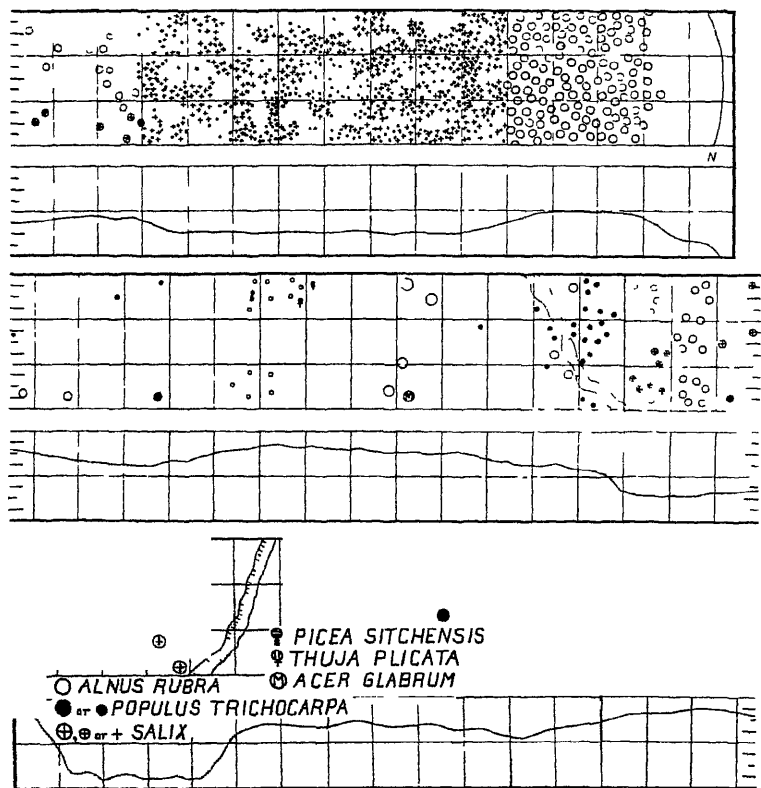 N
PICEA SITCHENSIS
THUJA PLICATA
ACER GLABRUM
ALNUS RUBRA
or POPULUS TRICHOCARPA
, or + SALIX